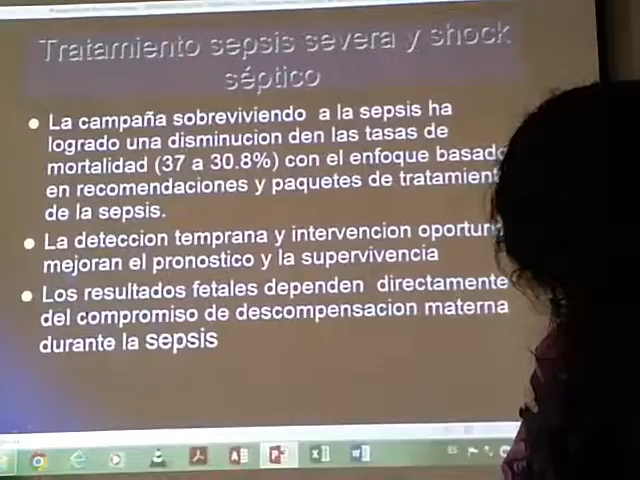 Tratamiento sepsis severa y shock
séptico
La campaña sobreviviendo a la sepsis ha
logrado una disminucion den las tasas de
mortalidad (37 a 30.8%) con el enfoque basad
en recomendaciones y paquetes de tratamient
de la sepsis.
La deteccion temprana y intervencion oportun
mejoran el pronostico y la supervivencia
Los resultados fetales dependen directamente
del compromiso de descompensacion materna
durante la sepsis